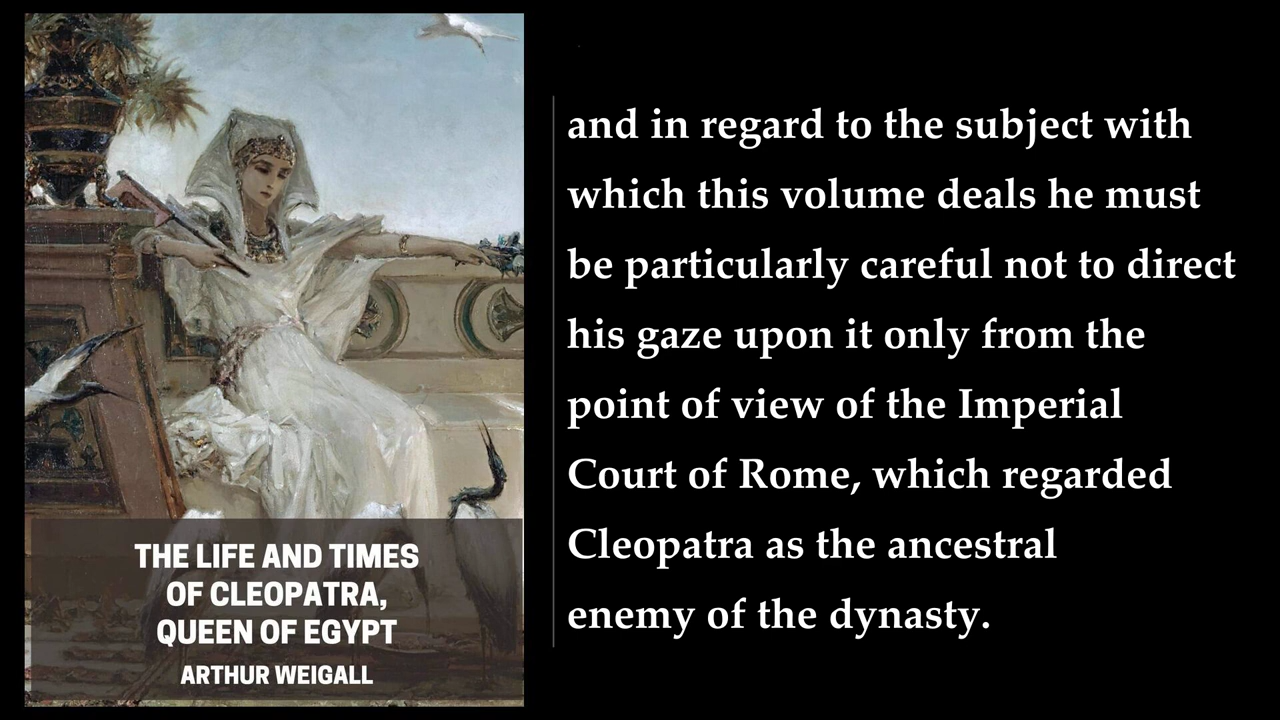 THE LIFE AND TIMES
OF CLEOPATRA,
QUEEN OF EGYPT
ARTHUR WEIGALL
and in regard to the subject with
which this volume deals he must
be particularly careful not to direct
his gaze upon it only from the
point of view of the Imperial
Court of Rome, which regarded
Cleopatra as the ancestral
enemy of the dynasty.